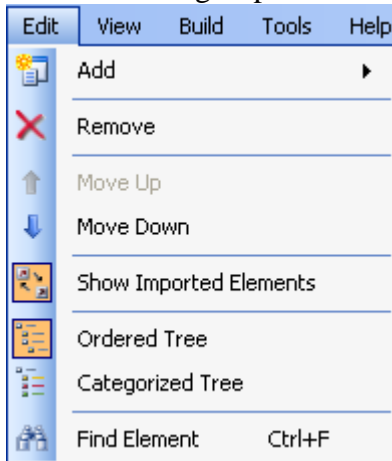 Edit View Build Tools Help
Add
Remove
Move Up
Move Down
Show Imported Elements
Ordered Tree
Categorized Tree
Find Element Ctrl+F